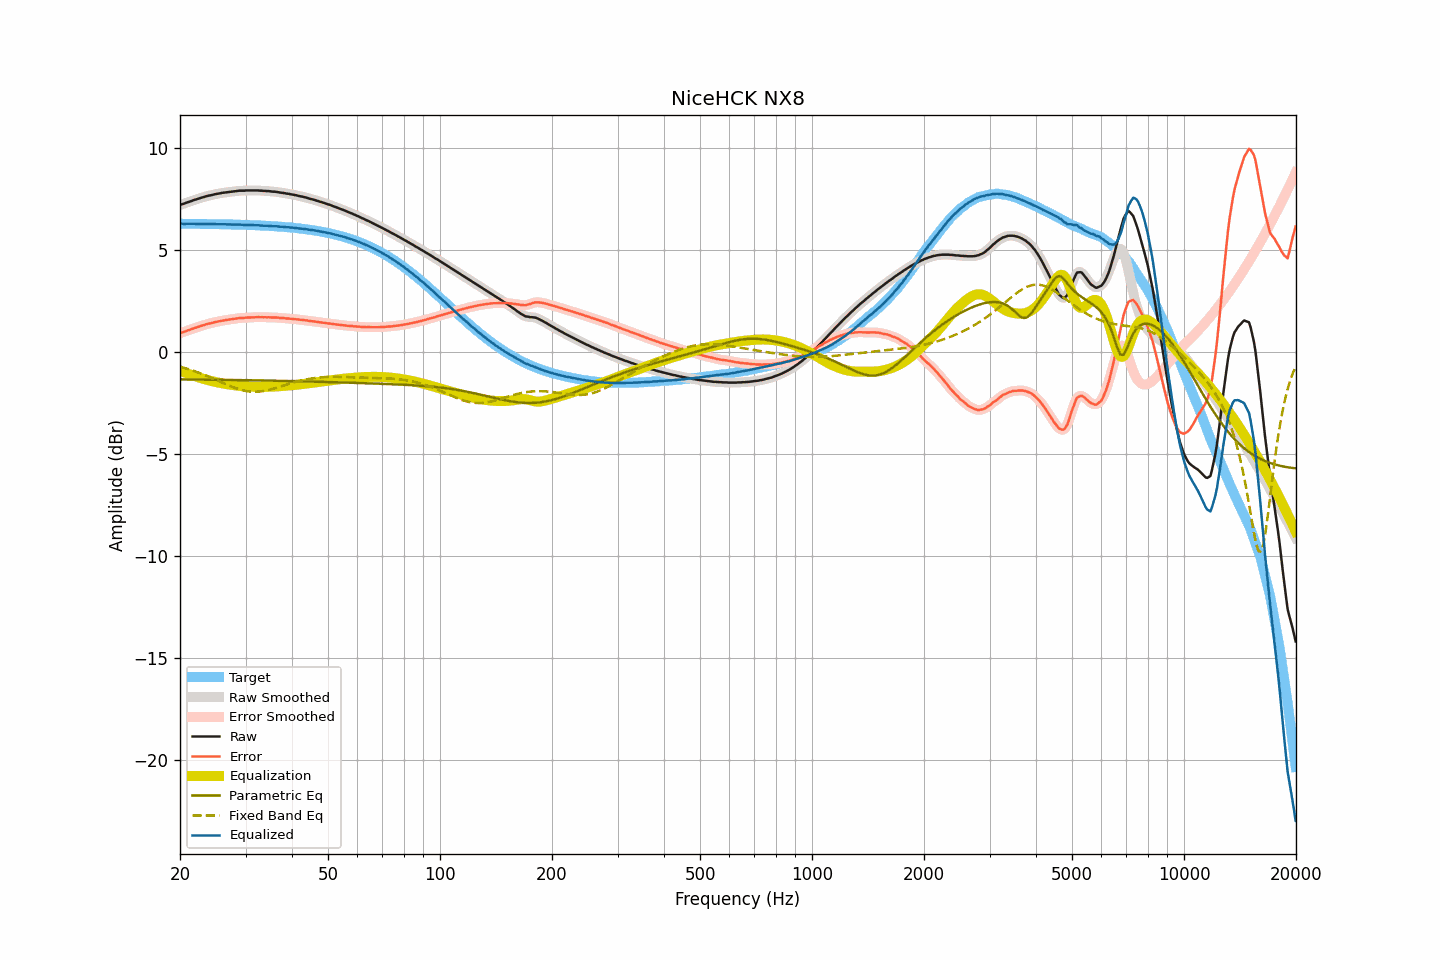 NiceHCK NX8
10
5
0
−5
−10
−15
−20
Amplitude (dBr)
Target
Raw Smoothed
Error Smoothed
Raw
Error
Equalization
Parametric Eq
Fixed Band Eq
Equalized
20 50 100 200 500 1000 2000 5000 10000 20000
Frequency (Hz)